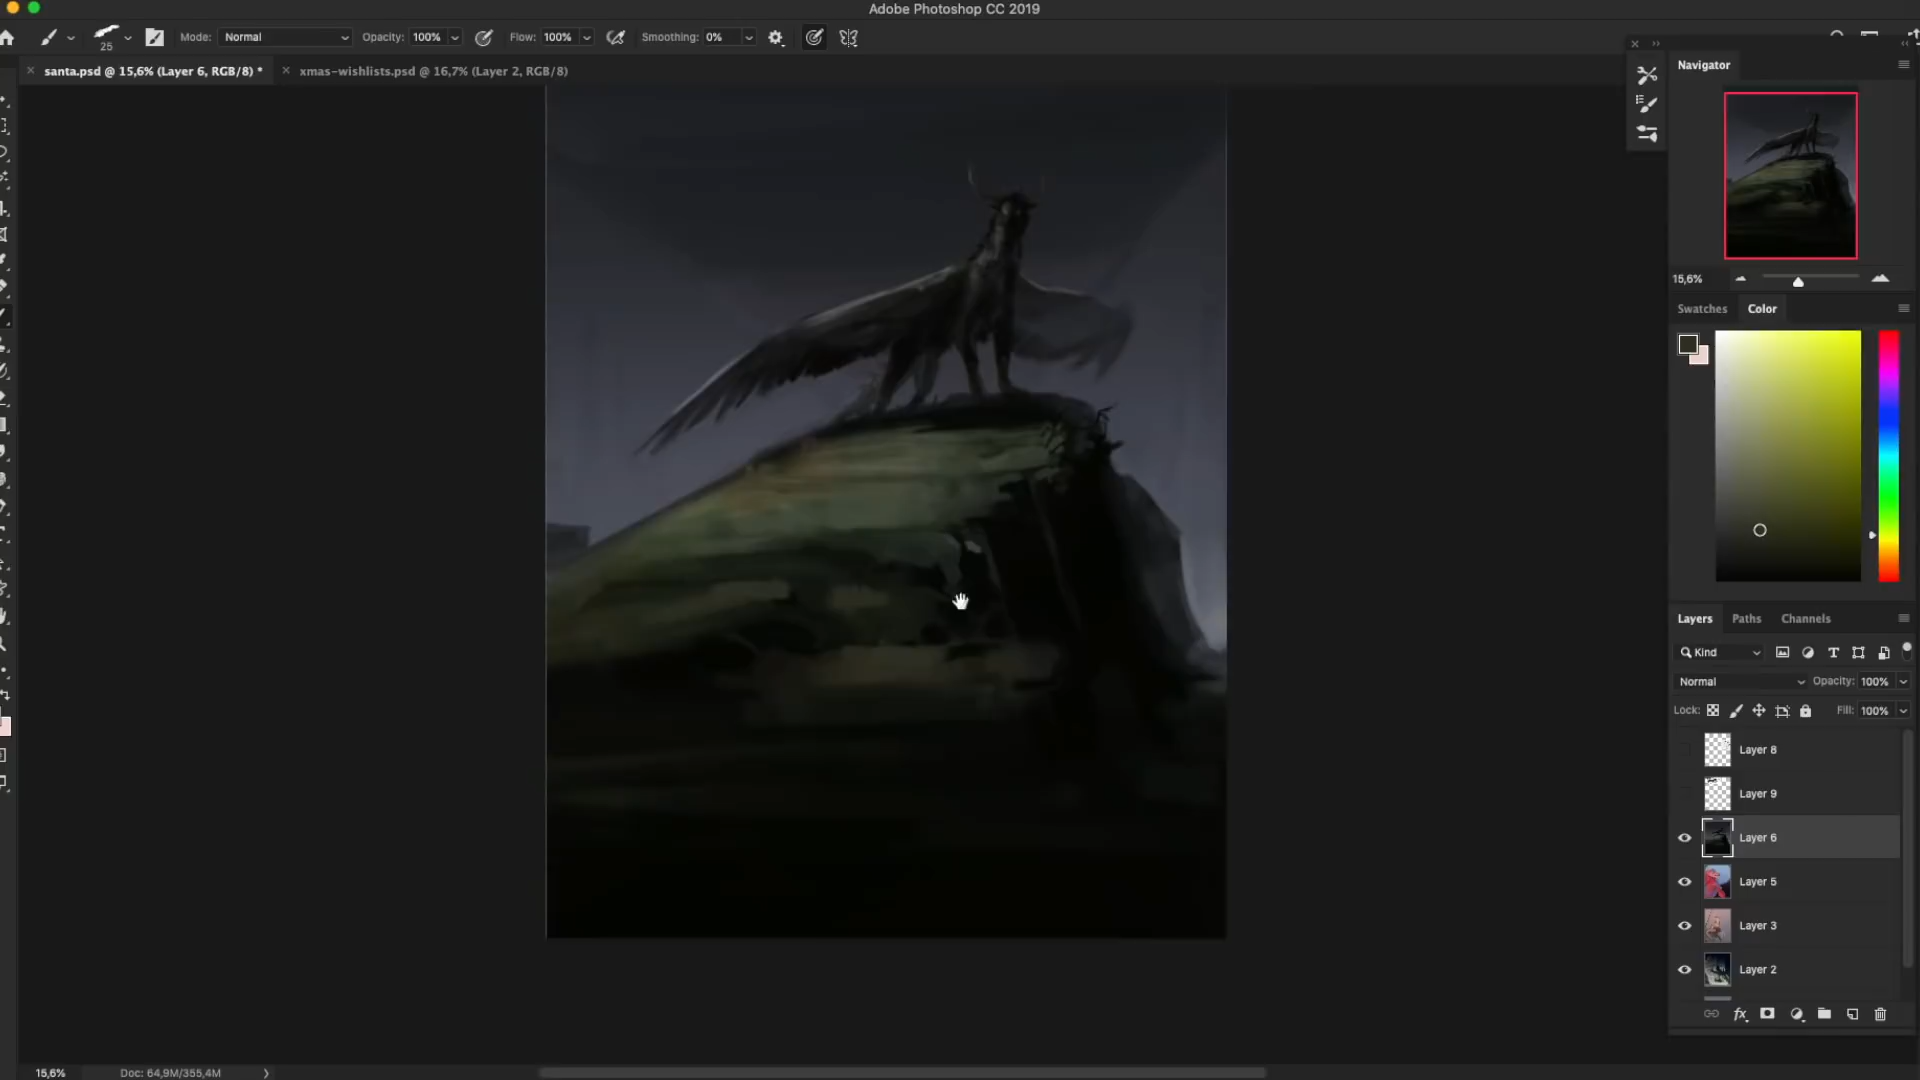 Adobe Photoshop CC 2019
25
Mode: Normal
Opacity: 100%
Flow: 100%
Smoothing: 0%
santa.psd @ 15,6% (Layer 6, RGB/8) *
xmas-wishlists.psd @ 16,7% (Layer 2, RGB/8)
Navigator
15,6%
Swatches Color
Layers Paths Channels
Kind
Normal Opacity: 100%
Lock: Fill: 100%
Layer 8
Layer 9
Layer 6
Layer 5
Layer 3
Layer 2
fx
15,6% Doc: 64,9M/355,4M